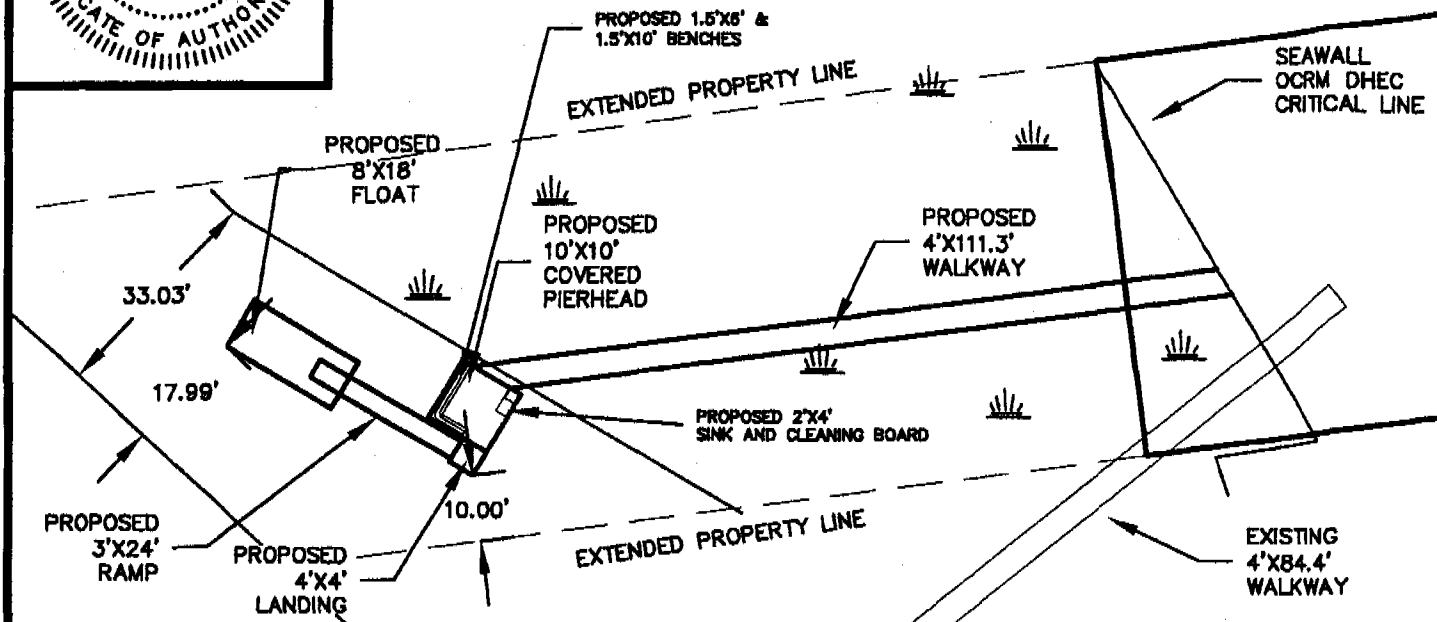 CATE OF AUTHOR
PROPOSED 1.5'X6' &
1.5'X10' BENCHES
EXTENDED PROPERTY LINE
SEAWALL
OCRM DHEC
CRITICAL LINE
PROPOSED
8'X18'
FLOAT
PROPOSED
10'X10'
COVERED
PIERHEAD
PROPOSED
4'X111.3'
WALKWAY
33.03'
17.99'
PROPOSED 2'X4'
SINK AND CLEANING BOARD
10.00'
PROPOSED
3'X24'
RAMP
PROPOSED
4'X4'
LANDING
EXTENDED PROPERTY LINE
EXISTING
4'X84.4'
WALKWAY